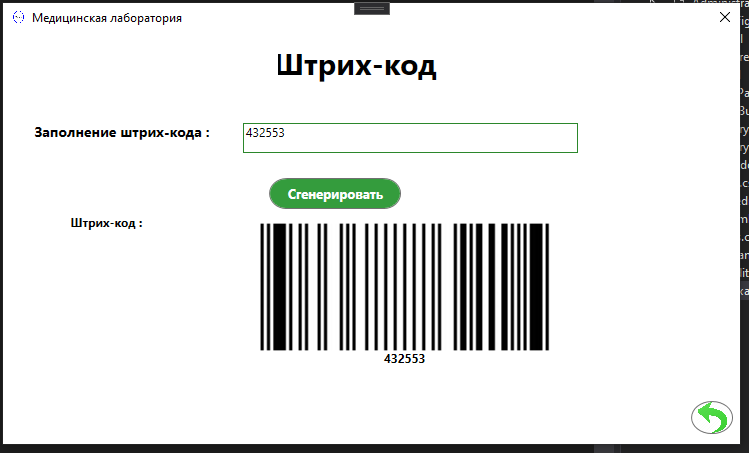 Медицинская лаборатория
Штрих-код
Заполнение штрих-кода :
432553
Сгенерировать
Штрих-код :
432553